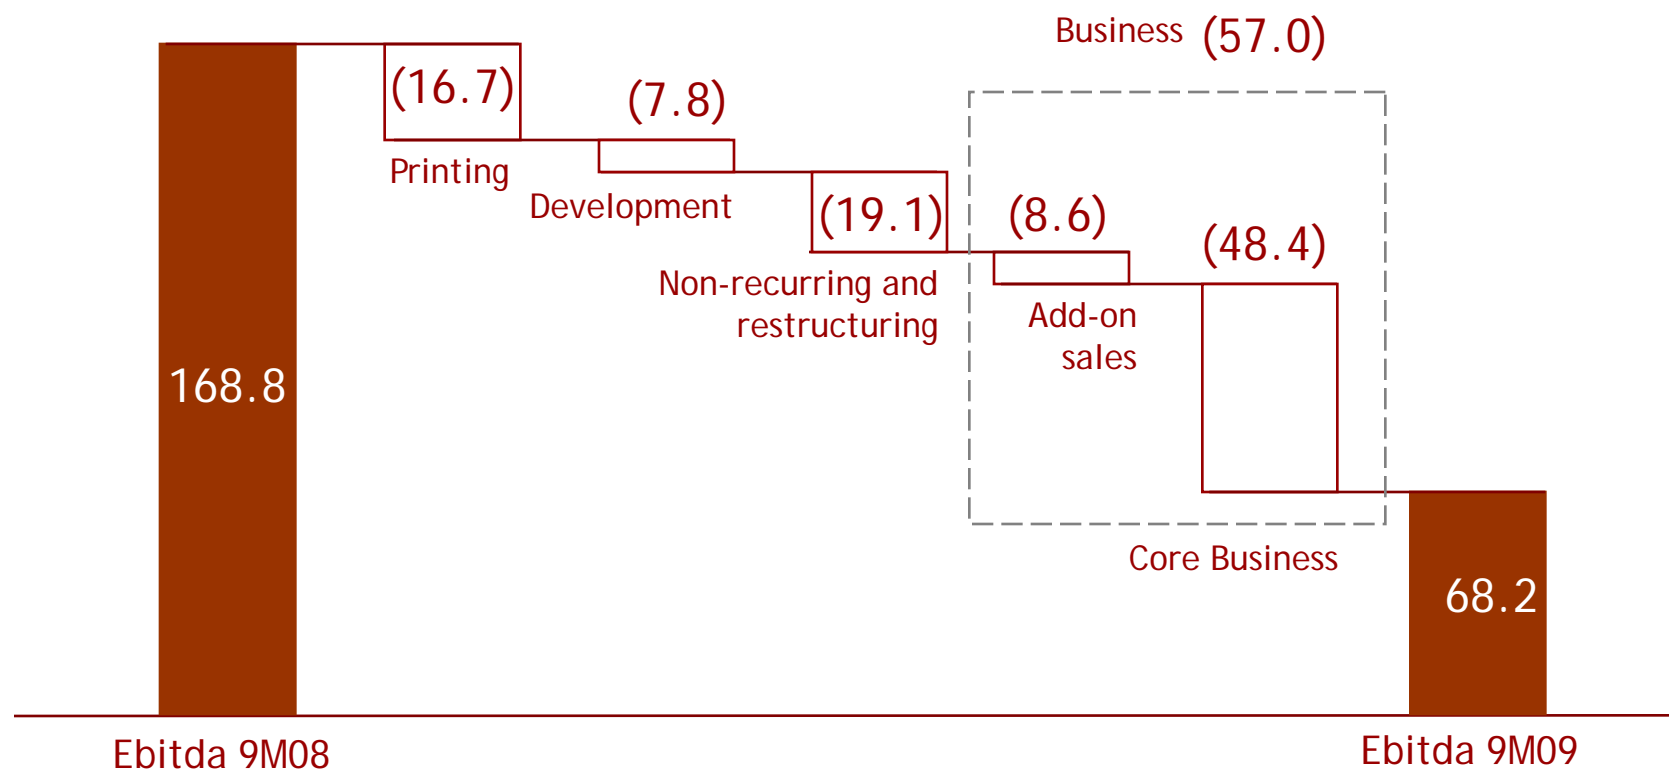 Business (57.0)
(16.7)
(7.8)
Printing
Development
(19.1)
(8.6)
(48.4)
Non-recurring and
restructuring
Add-on
sales
168.8
Core Business
68.2
Ebitda 9M08
Ebitda 9M09